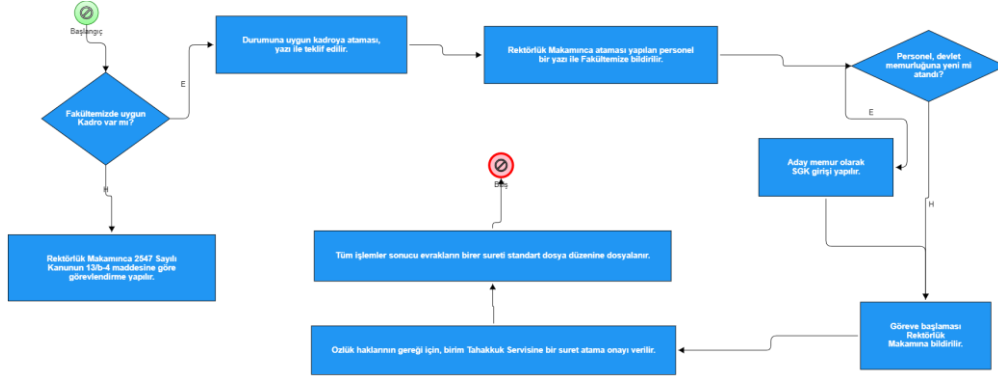 Başlangıç
Fakültemizde uygun
Kadro var mı?
E
H
Rektörlük Makamınca 2547 Sayılı
Kanunun 13/b-4 maddesine göre
görevlendirme yapılır.
Durumuna uygun kadroya ataması,
yazı ile teklif edilir.
Rektörlük Makamınca ataması yapılan personel
bir yazı ile Fakültemize bildirilir.
Personel, devlet
memurluğuna yeni mi
atandı?
E
H
Aday memur olarak
SGK girişi yapılır.
Göreve başlaması
Rektörlük
Makamına bildirilir.
Özlük haklarının gereği için, birim Tahakkuk Servisine bir suret atama onayı verilir.
Tüm işlemler sonucu evrakların birer sureti standart dosya düzenine dosyalanır.